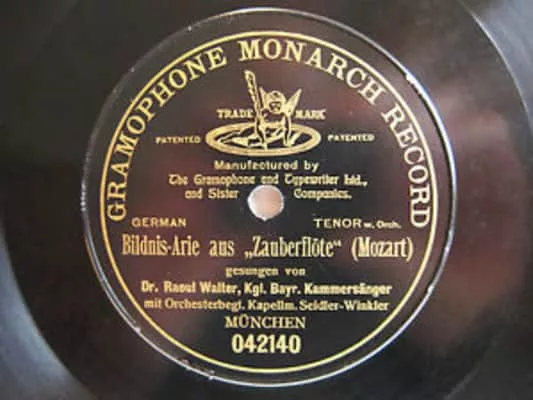 GRAMOPHONE MONARCH RECORD
TRADE MARK
PATENTED PATENTED
Manufactured by
The Gramophone and Typewriter Ltd.,
and Sister Companies.
GERMAN TENOR w. Orch.
Bildnis-Arie aus „Zauberflöte“ (Mozart)
gesungen von
Dr. Raoul Walter, Kgl. Bayr. Kammersänger
mit Orchesterbegl. Kapellm. Seidler-Winkler
MÜNCHEN
042140